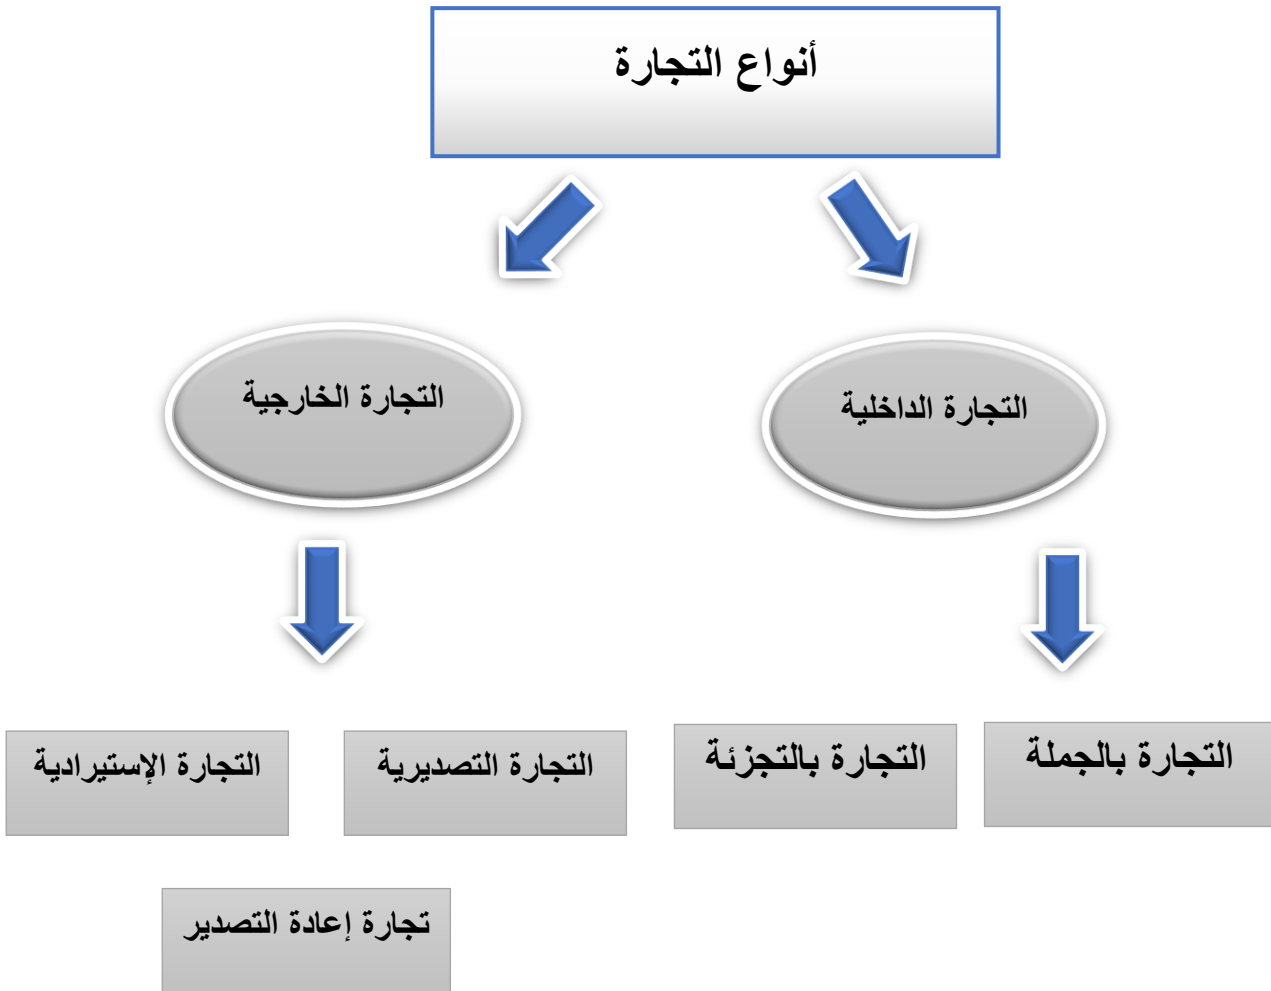 أنواع التجارة
التجارة الداخلية
التجارة الخارجية
التجارة بالجملة
التجارة بالتجزئة
التجارة التصديرية
التجارة الإستيرادية
تجارة إعادة التصدير